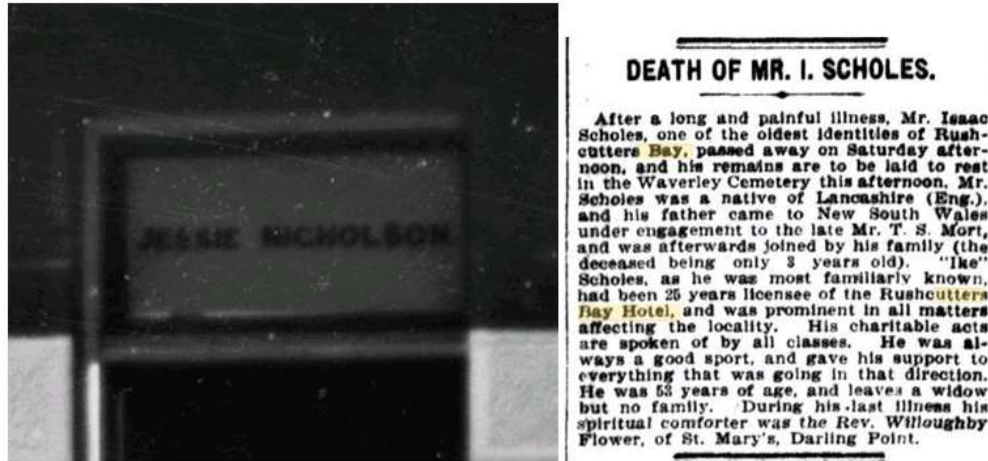 JESSIE NICHOLSON
DEATH OF MR. I. SCHOLES.
After a long and painful illness, Mr. Isaac
Scholes, one of the oldest identities of Rush-
cutters Bay, passed away on Saturday after-
noon, and his remains are to be laid to rest
in the Waverley Cemetery this afternoon. Mr.
Scholes was a native of Lancashire (Eng.),
and his father came to New South Wales
under engagement to the late Mr. T. S. Mort,
and was afterwards joined by his family (the
deceased being only 3 years old). "Ike"
Scholes, as he was most familiarly known,
had been 25 years licensee of the Rushcutters
Bay Hotel, and was prominent in all matters
affecting the locality. His charitable acts
are spoken of by all classes. He was al-
ways a good sport, and gave his support to
everything that was going in that direction.
He was 53 years of age, and leaves a widow
but no family. During his last illness his
spiritual comforter was the Rev. Willoughby
Flower, of St. Mary's, Darling Point.